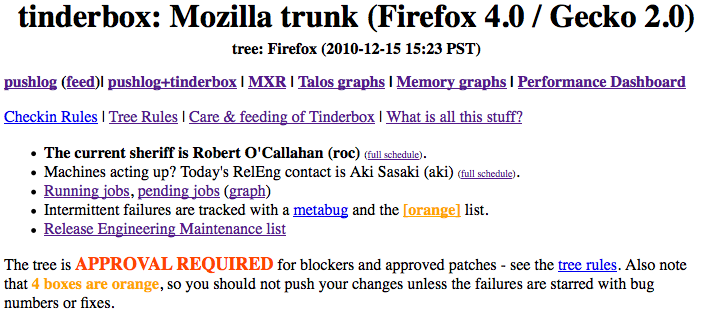 tinderbox: Mozilla trunk (Firefox 4.0 / Gecko 2.0)
tree: Firefox (2010-12-15 15:23 PST)
pushlog (feed)| pushlog+tinderbox | MXR | Talos graphs | Memory graphs | Performance Dashboard
Checkin Rules | Tree Rules | Care & feeding of Tinderbox | What is all this stuff?
• The current sheriff is Robert O'Callahan (roc) (full schedule).
• Machines acting up? Today's RelEng contact is Aki Sasaki (aki) (full schedule).
• Running jobs, pending jobs (graph)
• Intermittent failures are tracked with a metabug and the [orange] list.
• Release Engineering Maintenance list
The tree is APPROVAL REQUIRED for blockers and approved patches - see the tree rules. Also note
that 4 boxes are orange, so you should not push your changes unless the failures are starred with bug
numbers or fixes.